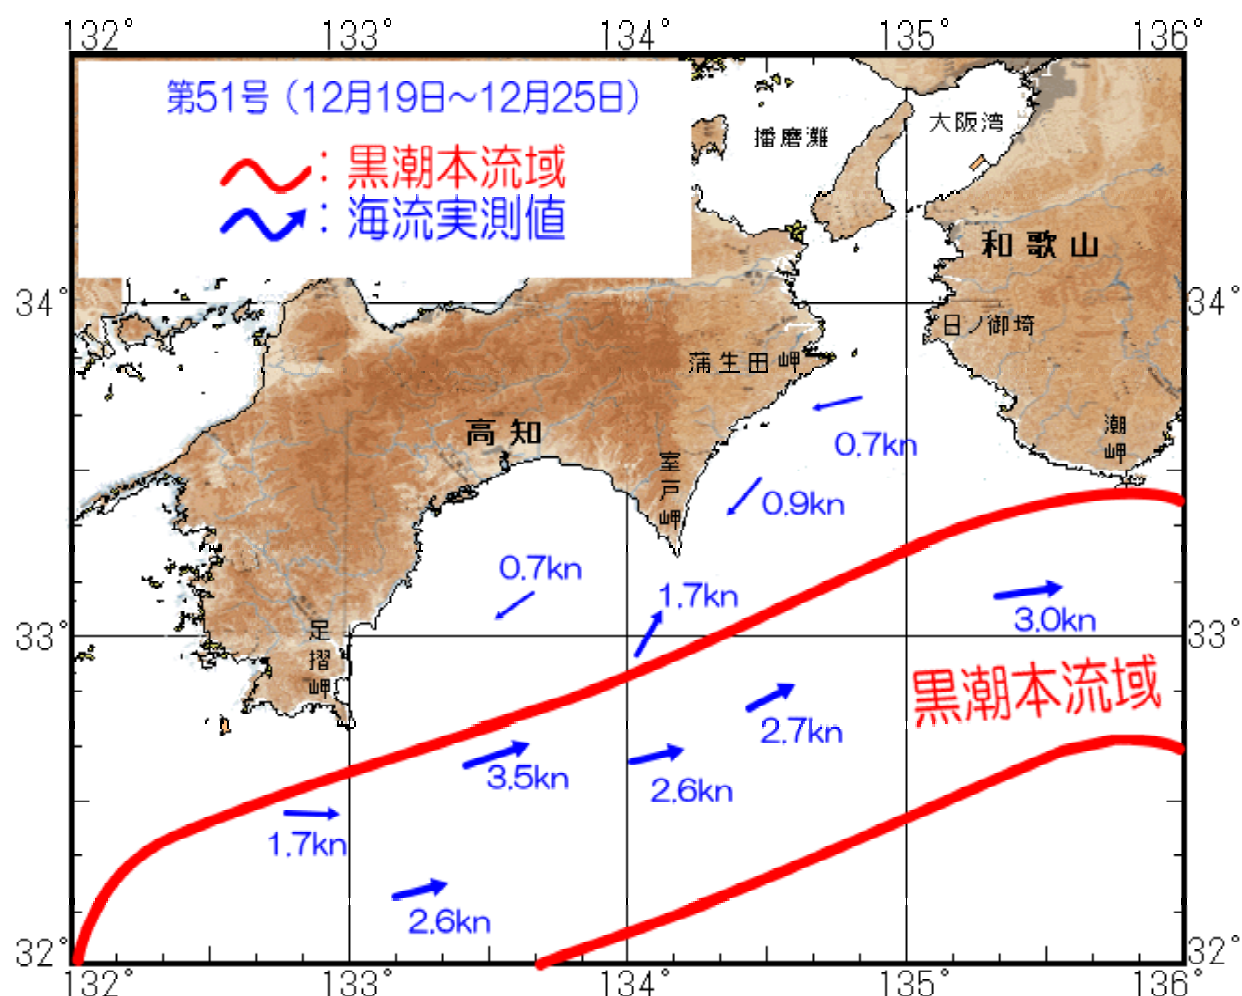 132° 133° 134° 135° 136°
第51号（12月19日～12月25日）
：黒潮本流域
：海流実測値
播磨灘
大阪湾
和歌山
34° 34°
日ノ御埼
蒲生田岬
潮岬
高知
室戸岬
0.7kn
0.9kn
0.7kn
1.7kn
3.0kn
33° 33°
足摺岬
黒潮本流域
2.7kn
3.5kn
2.6kn
1.7kn
2.6kn
32° 32°
132° 133° 134° 135° 136°